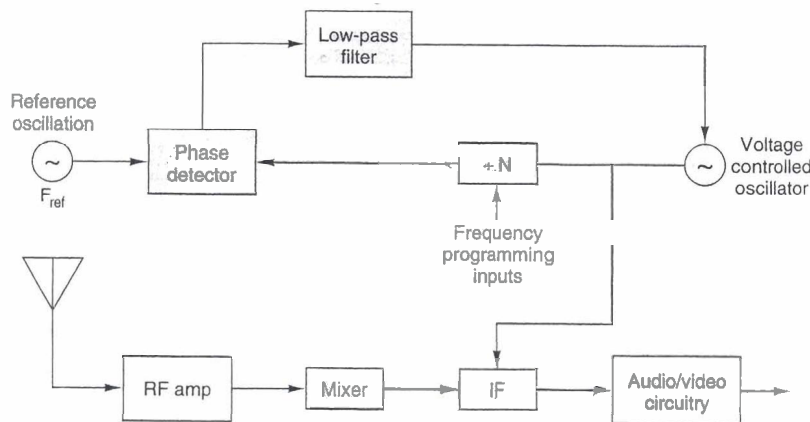 Low-pass
filter
Reference
oscillation
~
F_ref
Phase
detector
÷N
~
Voltage
controlled
oscillator
Frequency
programming
inputs
RF amp
Mixer
IF
Audio/video
circuitry